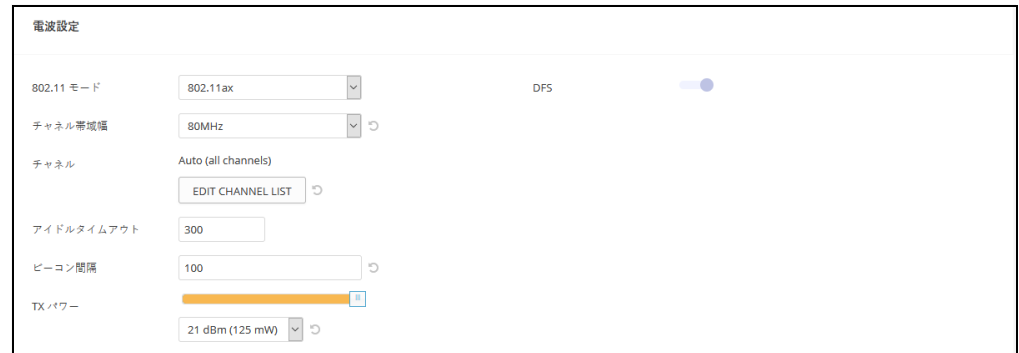 電波設定
802.11 モード
802.11ax
DFS
チャネル帯域幅
80MHz
チャネル
Auto (all channels)
EDIT CHANNEL LIST
アイドルタイムアウト
300
ビーコン間隔
100
TX パワー
21 dBm (125 mW)